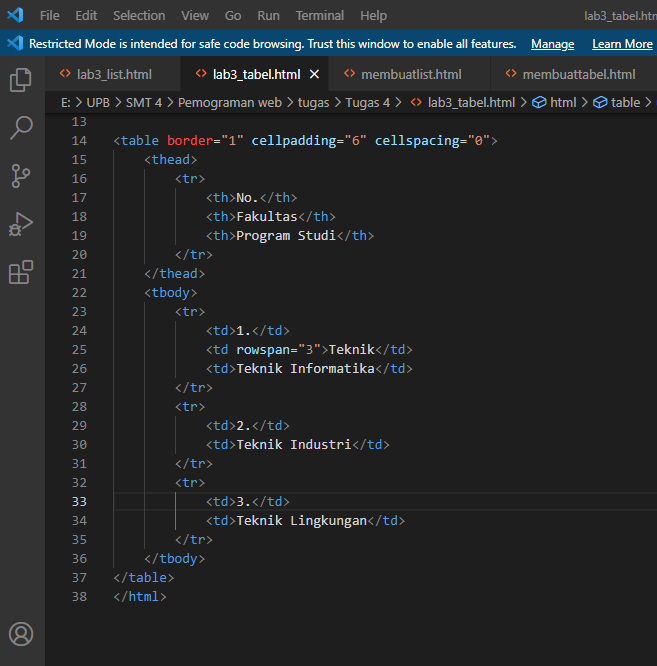 File Edit Selection View Go Run Terminal Help lab3_tabel.htm
Restricted Mode is intended for safe code browsing. Trust this window to enable all features. Manage Learn More
lab3_list.html lab3_tabel.html membuatlist.html membuattabel.html
E: > UPB > SMT 4 > Pemograman web > tugas > Tugas 4 > lab3_tabel.html > html > table >
13
14 <table border="1" cellpadding="6" cellspacing="0">
15 <thead>
16 <tr>
17 <th>No.</th>
18 <th>Fakultas</th>
19 <th>Program Studi</th>
20 </tr>
21 </thead>
22 <tbody>
23 <tr>
24 <td>1.</td>
25 <td rowspan="3">Teknik</td>
26 <td>Teknik Informatika</td>
27 </tr>
28 <tr>
29 <td>2.</td>
30 <td>Teknik Industri</td>
31 </tr>
32 <tr>
33 <td>3.</td>
34 <td>Teknik Lingkungan</td>
35 </tr>
36 </tbody>
37 </table>
38 </html>